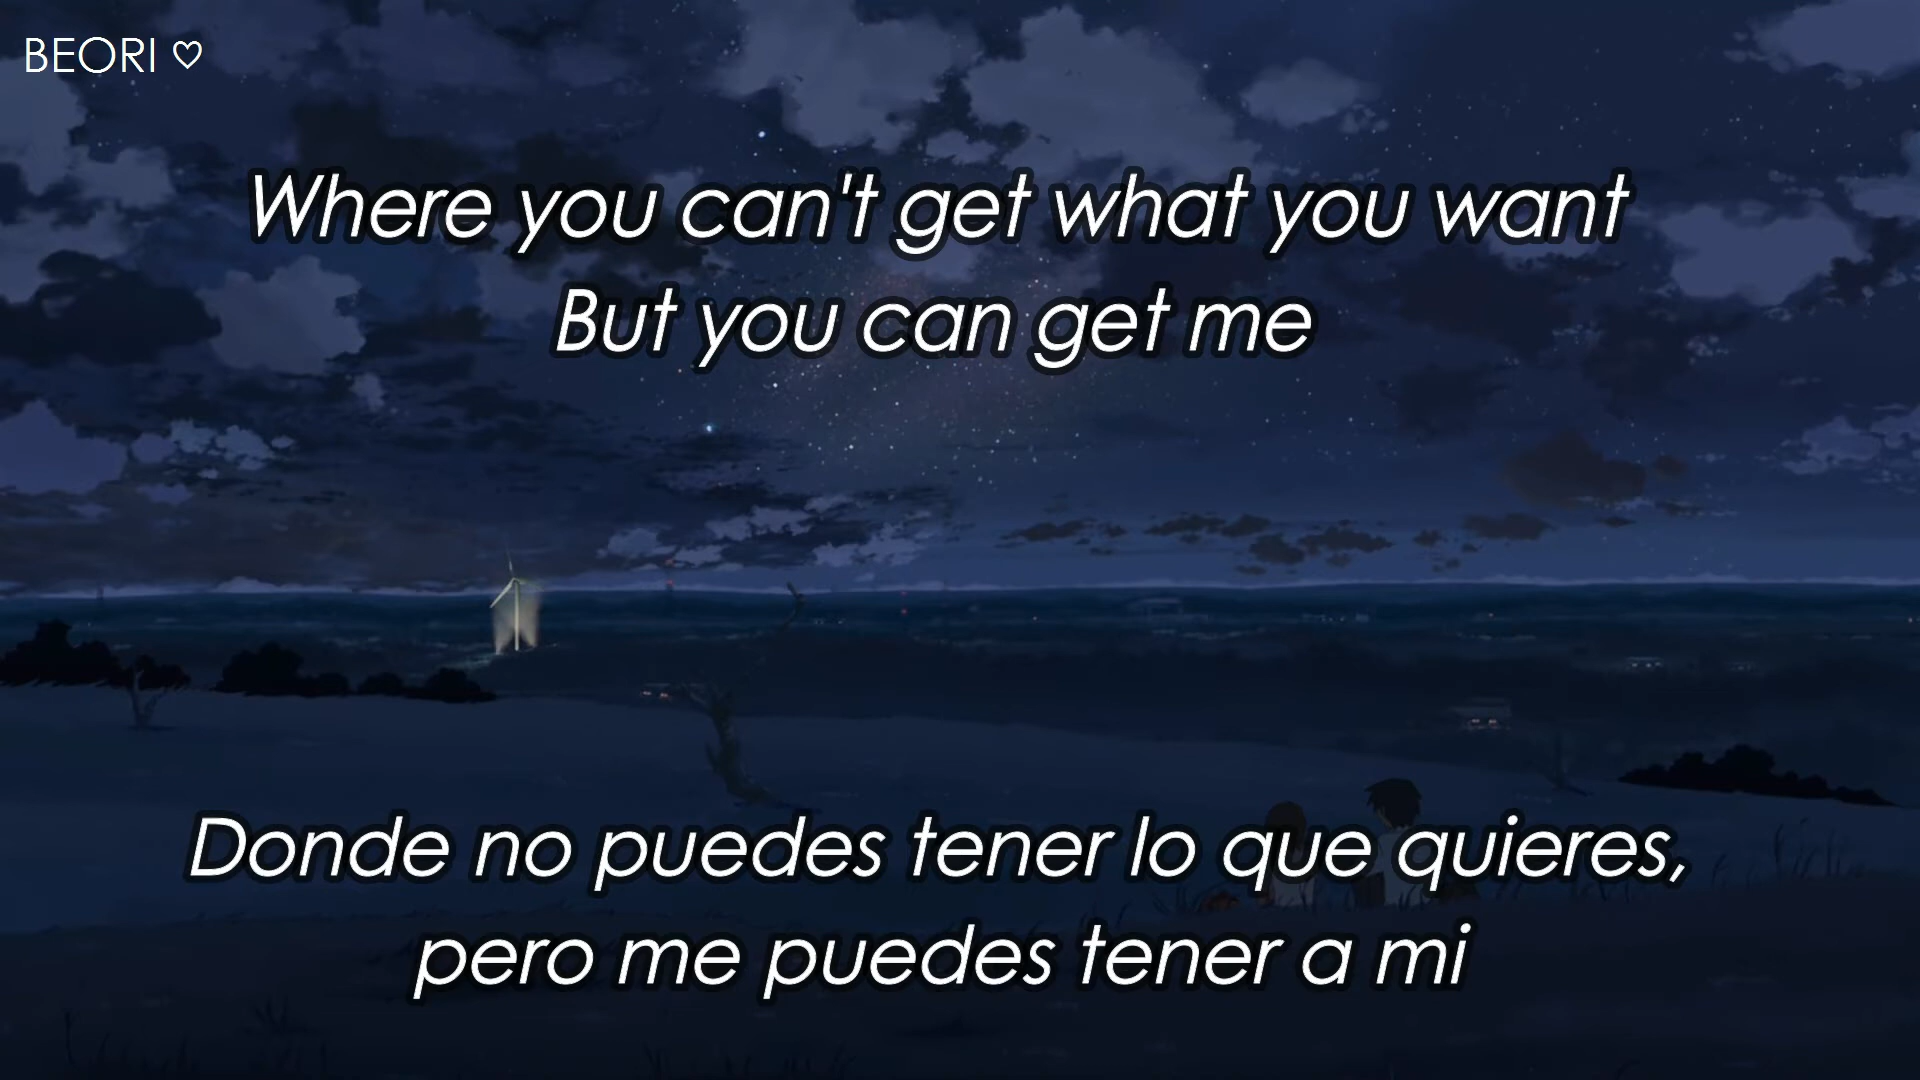 BEORI ♡
Where you can't get what you want
But you can get me
Donde no puedes tener lo que quieres,
pero me puedes tener a mi